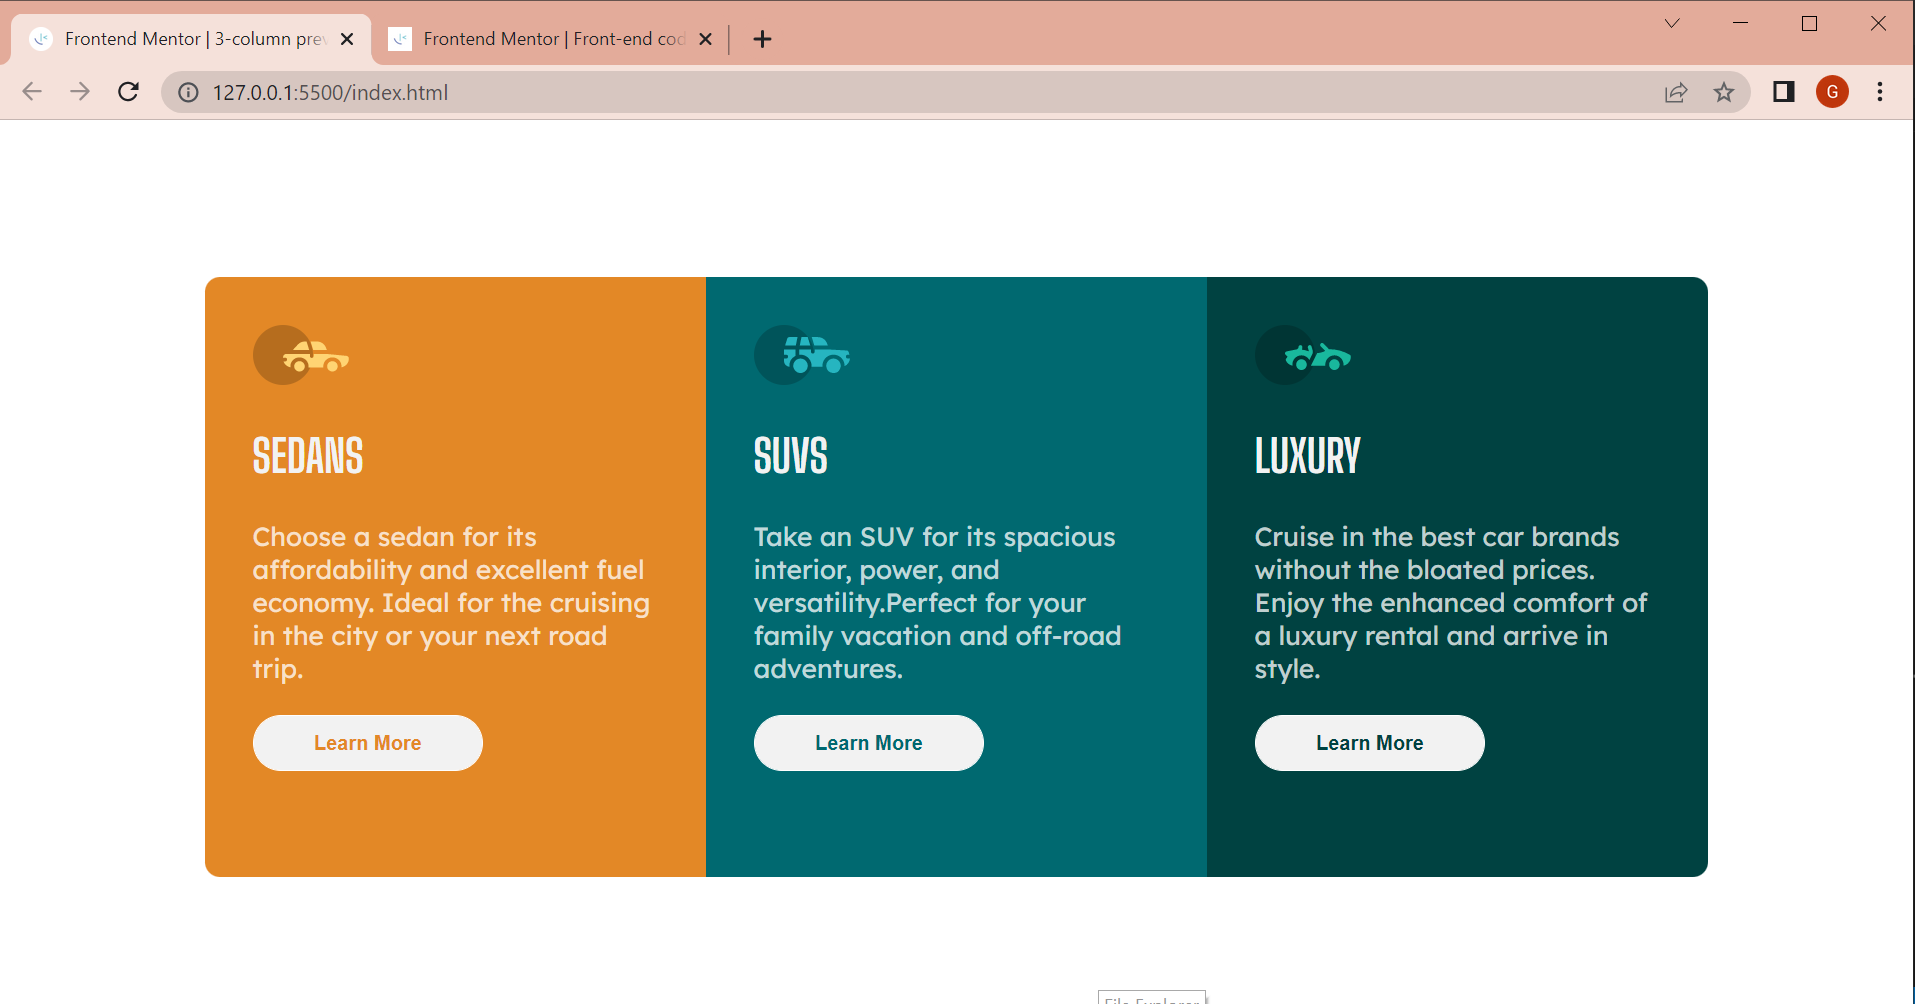 Frontend Mentor | 3-column prev
Frontend Mentor | Front-end cod
127.0.0.1:5500/index.html
G
SEDANS
Choose a sedan for its
affordability and excellent fuel
economy. Ideal for the cruising
in the city or your next road
trip.
Learn More
SUVS
Take an SUV for its spacious
interior, power, and
versatility.Perfect for your
family vacation and off-road
adventures.
Learn More
LUXURY
Cruise in the best car brands
without the bloated prices.
Enjoy the enhanced comfort of
a luxury rental and arrive in
style.
Learn More
File Explorer